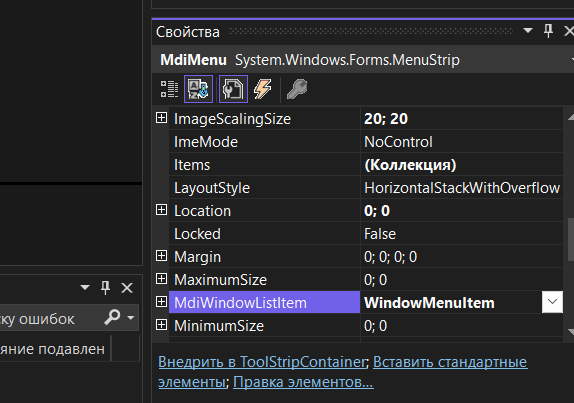 Свойства
MdiMenu System.Windows.Forms.MenuStrip
ImageScalingSize 20; 20
ImeMode NoControl
Items (Коллекция)
LayoutStyle HorizontalStackWithOverflow
Location 0; 0
Locked False
Margin 0; 0; 0; 0
MaximumSize 0; 0
MdiWindowListItem WindowMenuItem
MinimumSize 0; 0
ску ошибок
яние подавлен
Внедрить в ToolStripContainer; Вставить стандартные
элементы; Правка элементов...